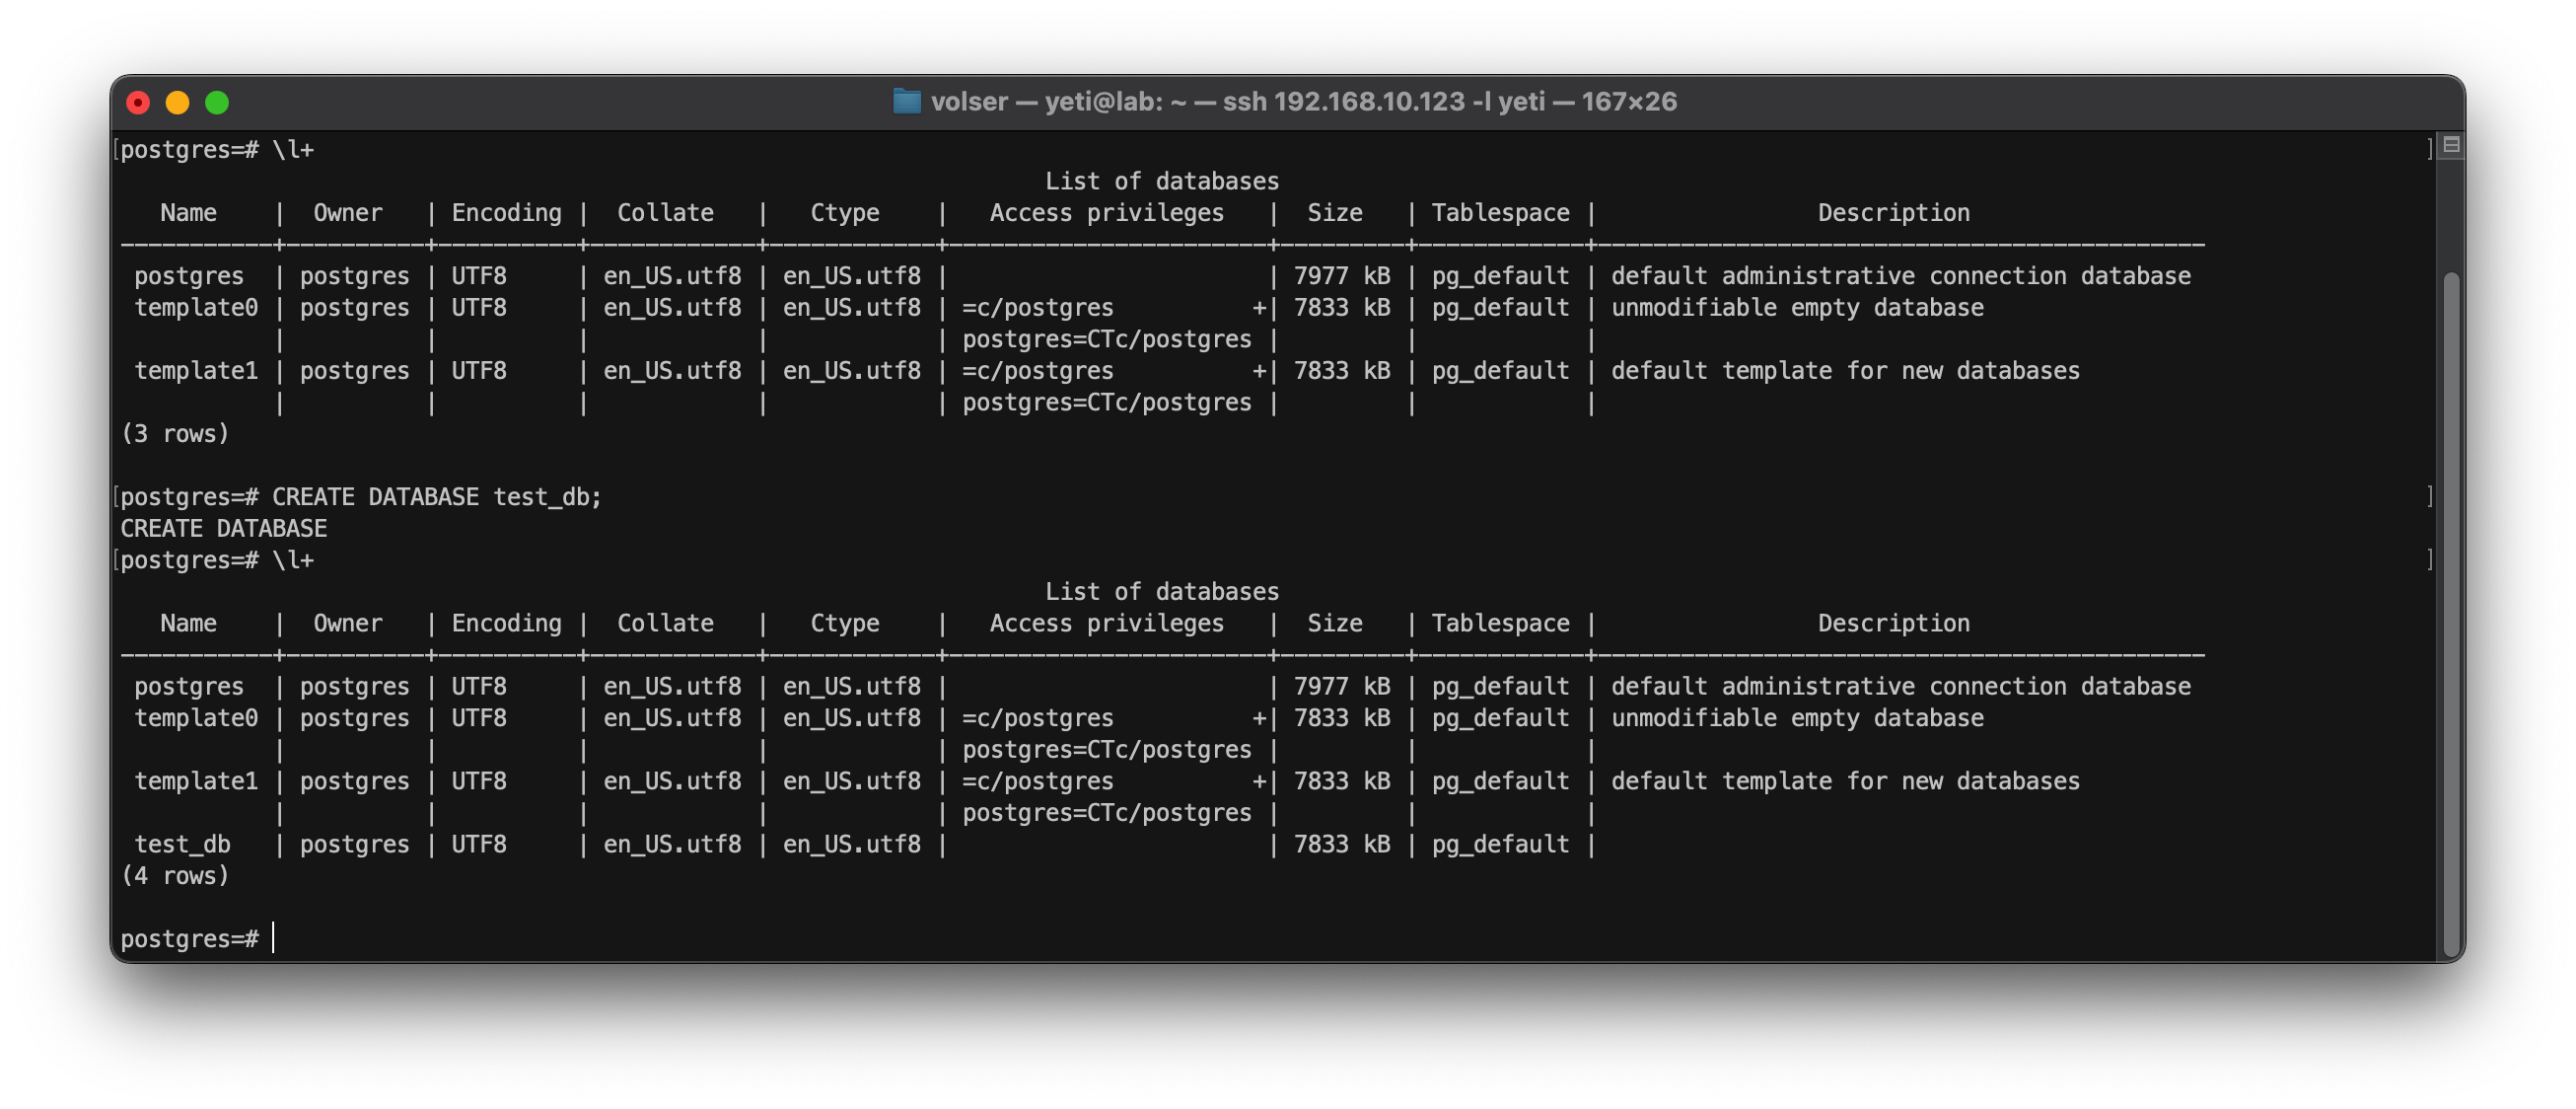 volser — yeti@lab: ~ — ssh 192.168.10.123 -l yeti — 167×26
[postgres=# \l+ ]
                                                                   List of databases
   Name    |  Owner   | Encoding |  Collate   |   Ctype    |   Access privileges   |  Size   | Tablespace |                Description
-----------+----------+----------+------------+------------+-----------------------+---------+------------+--------------------------------------------
 postgres  | postgres | UTF8     | en_US.utf8 | en_US.utf8 |                       | 7977 kB | pg_default | default administrative connection database
 template0 | postgres | UTF8     | en_US.utf8 | en_US.utf8 | =c/postgres          +| 7833 kB | pg_default | unmodifiable empty database
           |          |          |            |            | postgres=CTc/postgres |         |            |
 template1 | postgres | UTF8     | en_US.utf8 | en_US.utf8 | =c/postgres          +| 7833 kB | pg_default | default template for new databases
           |          |          |            |            | postgres=CTc/postgres |         |            |
(3 rows)

[postgres=# CREATE DATABASE test_db; ]
CREATE DATABASE
[postgres=# \l+ ]
                                                                   List of databases
   Name    |  Owner   | Encoding |  Collate   |   Ctype    |   Access privileges   |  Size   | Tablespace |                Description
-----------+----------+----------+------------+------------+-----------------------+---------+------------+--------------------------------------------
 postgres  | postgres | UTF8     | en_US.utf8 | en_US.utf8 |                       | 7977 kB | pg_default | default administrative connection database
 template0 | postgres | UTF8     | en_US.utf8 | en_US.utf8 | =c/postgres          +| 7833 kB | pg_default | unmodifiable empty database
           |          |          |            |            | postgres=CTc/postgres |         |            |
 template1 | postgres | UTF8     | en_US.utf8 | en_US.utf8 | =c/postgres          +| 7833 kB | pg_default | default template for new databases
           |          |          |            |            | postgres=CTc/postgres |         |            |
 test_db   | postgres | UTF8     | en_US.utf8 | en_US.utf8 |                       | 7833 kB | pg_default |
(4 rows)

postgres=#